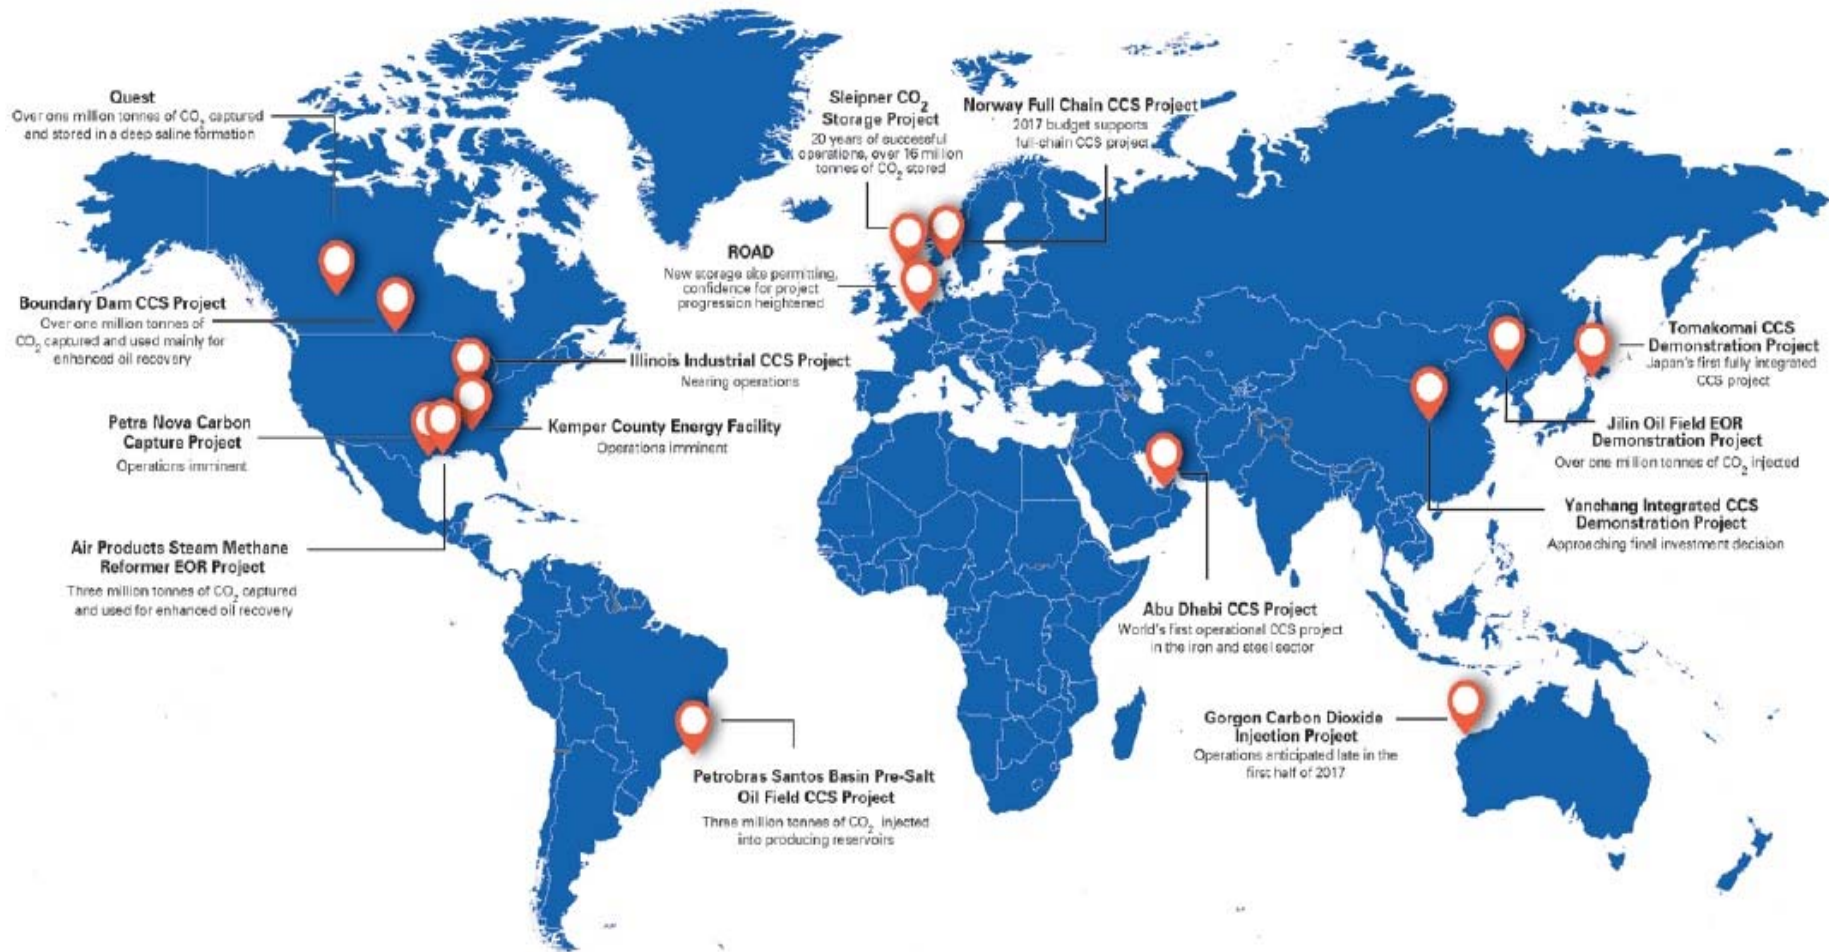 Quest
Over one million tonnes of CO₂ captured
and stored in a deep saline formation
Sleipner CO₂
Storage Project
20 years of successful
operations, over 16 million
tonnes of CO₂ stored
Norway Full Chain CCS Project
2017 budget supports
full-chain CCS project
ROAD
New storage site permitting,
confidence for project
progression heightened
Boundary Dam CCS Project
Over one million tonnes of
CO₂ captured and used mainly for
enhanced oil recovery
Illinois Industrial CCS Project
Nearing operations
Tomakomai CCS
Demonstration Project
Japan's first fully integrated
CCS project
Petra Nova Carbon
Capture Project
Operations imminent
Kemper County Energy Facility
Operations imminent
Jilin Oil Field EOR
Demonstration Project
Over one million tonnes of CO₂ injected
Yanchang Integrated CCS
Demonstration Project
Approaching final investment decision
Air Products Steam Methane
Reformer EOR Project
Three million tonnes of CO₂ captured
and used for enhanced oil recovery
Abu Dhabi CCS Project
World's first operational CCS project
in the iron and steel sector
Gorgon Carbon Dioxide
Injection Project
Operations anticipated late in the
first half of 2017
Petrobras Santos Basin Pre-Salt
Oil Field CCS Project
Three million tonnes of CO₂ injected
into producing reservoirs